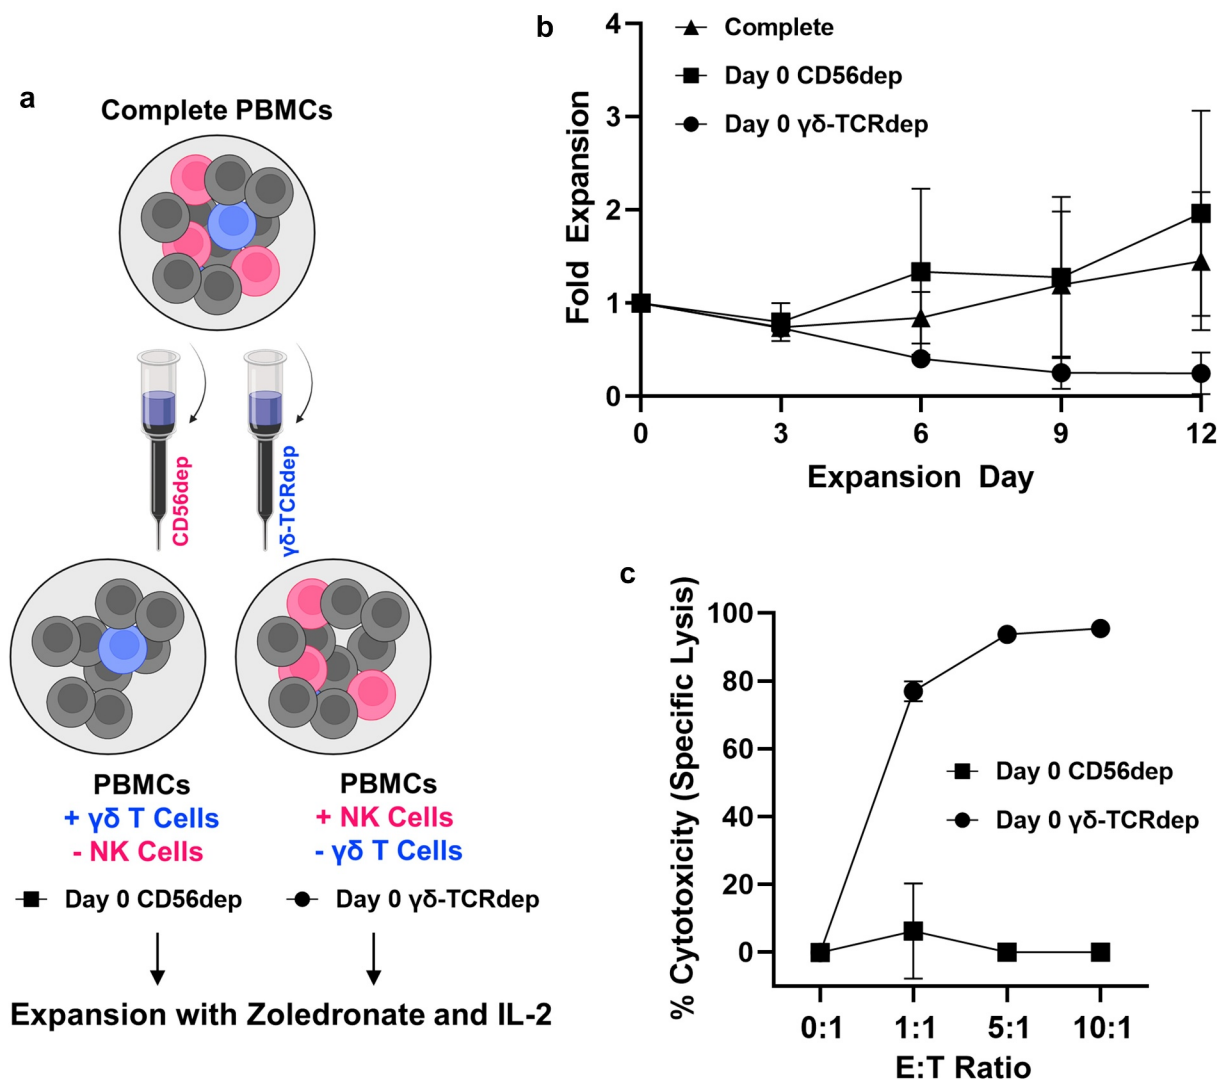 a
Complete PBMCs
CD56dep
γδ-TCRdep
PBMCs
+ γδ T Cells
- NK Cells
PBMCs
+ NK Cells
- γδ T Cells
Day 0 CD56dep
Day 0 γδ-TCRdep
Expansion with Zoledronate and IL-2
b
Complete
Day 0 CD56dep
Day 0 γδ-TCRdep
Fold Expansion
4
3
2
1
0
0 3 6 9 12
Expansion Day
c
% Cytotoxicity (Specific Lysis)
100
80
60
40
20
0
Day 0 CD56dep
Day 0 γδ-TCRdep
0:1 1:1 5:1 10:1
E:T Ratio